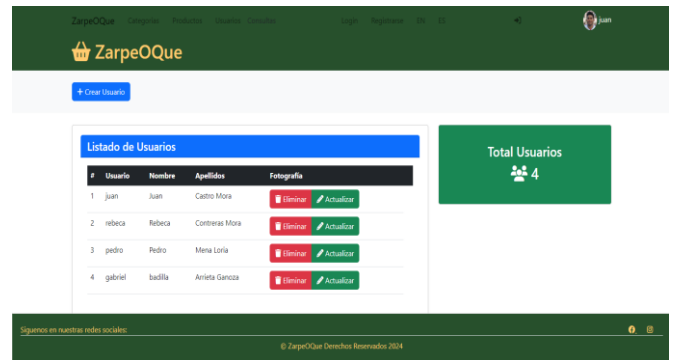 ZarpeOQue Categorías Productos Usuarios Consultas Login Registrarse EN ES juan
ZarpeOQue
+ Crear Usuario
Listado de Usuarios
# Usuario Nombre Apellidos Fotografía
1 juan Juan Castro Mora Eliminar Actualizar
2 rebeca Rebeca Contreras Mora Eliminar Actualizar
3 pedro Pedro Mena Loria Eliminar Actualizar
4 gabriel badilla Arrieta Ganoza Eliminar Actualizar
Total Usuarios
4
Siguenos en nuestras redes sociales:
© ZarpeOQue Derechos Reservados 2024